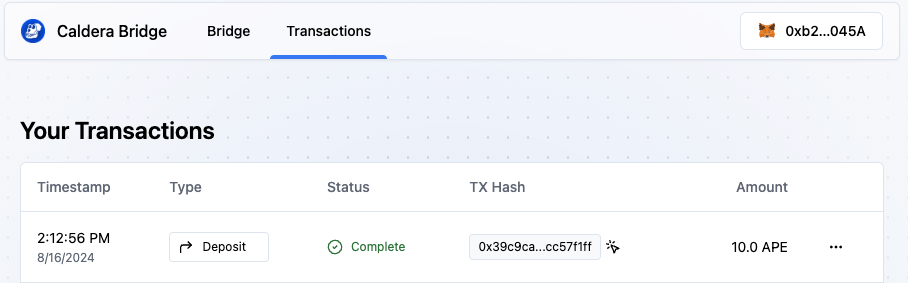 Caldera Bridge Bridge Transactions 0xb2...045A
Your Transactions
Timestamp Type Status TX Hash Amount
2:12:56 PM
8/16/2024
Deposit Complete 0x39c9ca...cc57f1ff 10.0 APE